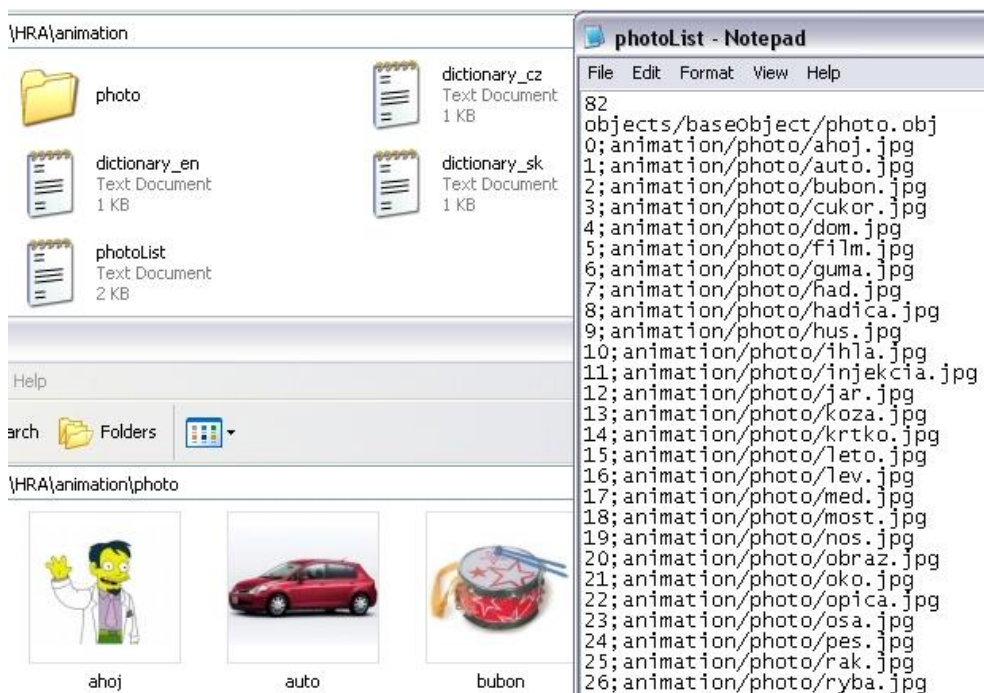 \HRA\animation
photo
dictionary_cz
Text Document
1 KB
dictionary_en
Text Document
1 KB
dictionary_sk
Text Document
1 KB
photoList
Text Document
2 KB
Help
arch Folders
\HRA\animation\photo
ahoj auto bubon
photoList - Notepad
File Edit Format View Help
82
objects/baseObject/photo.obj
0;animation/photo/ahoj.jpg
1;animation/photo/auto.jpg
2;animation/photo/bubon.jpg
3;animation/photo/cukor.jpg
4;animation/photo/dom.jpg
5;animation/photo/film.jpg
6;animation/photo/guma.jpg
7;animation/photo/had.jpg
8;animation/photo/hadica.jpg
9;animation/photo/hus.jpg
10;animation/photo/ihla.jpg
11;animation/photo/injekcia.jpg
12;animation/photo/jar.jpg
13;animation/photo/koza.jpg
14;animation/photo/krtko.jpg
15;animation/photo/leto.jpg
16;animation/photo/lev.jpg
17;animation/photo/med.jpg
18;animation/photo/most.jpg
19;animation/photo/nos.jpg
20;animation/photo/obraz.jpg
21;animation/photo/oko.jpg
22;animation/photo/opica.jpg
23;animation/photo/osa.jpg
24;animation/photo/pes.jpg
25;animation/photo/rak.jpg
26;animation/photo/ryba.jpg